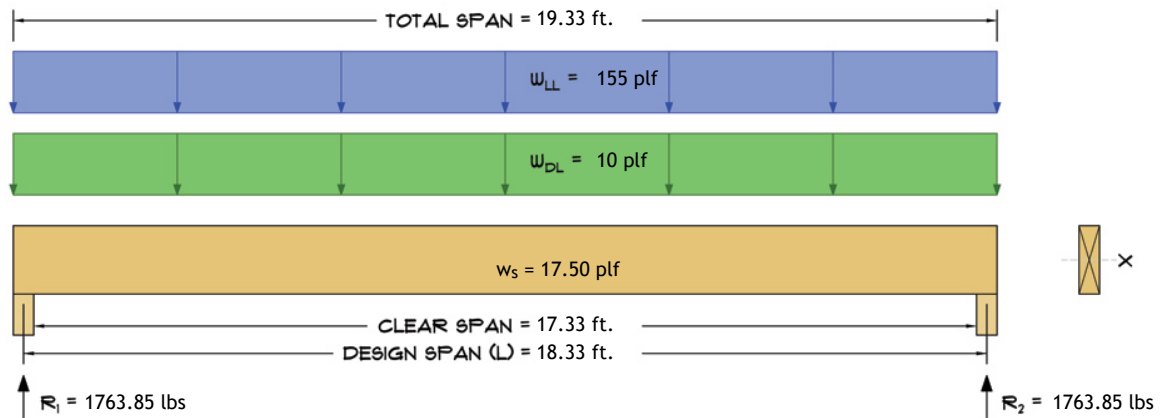 TOTAL SPAN = 19.33 ft.
WLL = 155 plf
WDL = 10 plf
ws = 17.50 plf
X
CLEAR SPAN = 17.33 ft.
DESIGN SPAN (L) = 18.33 ft.
R1 = 1763.85 lbs
R2 = 1763.85 lbs